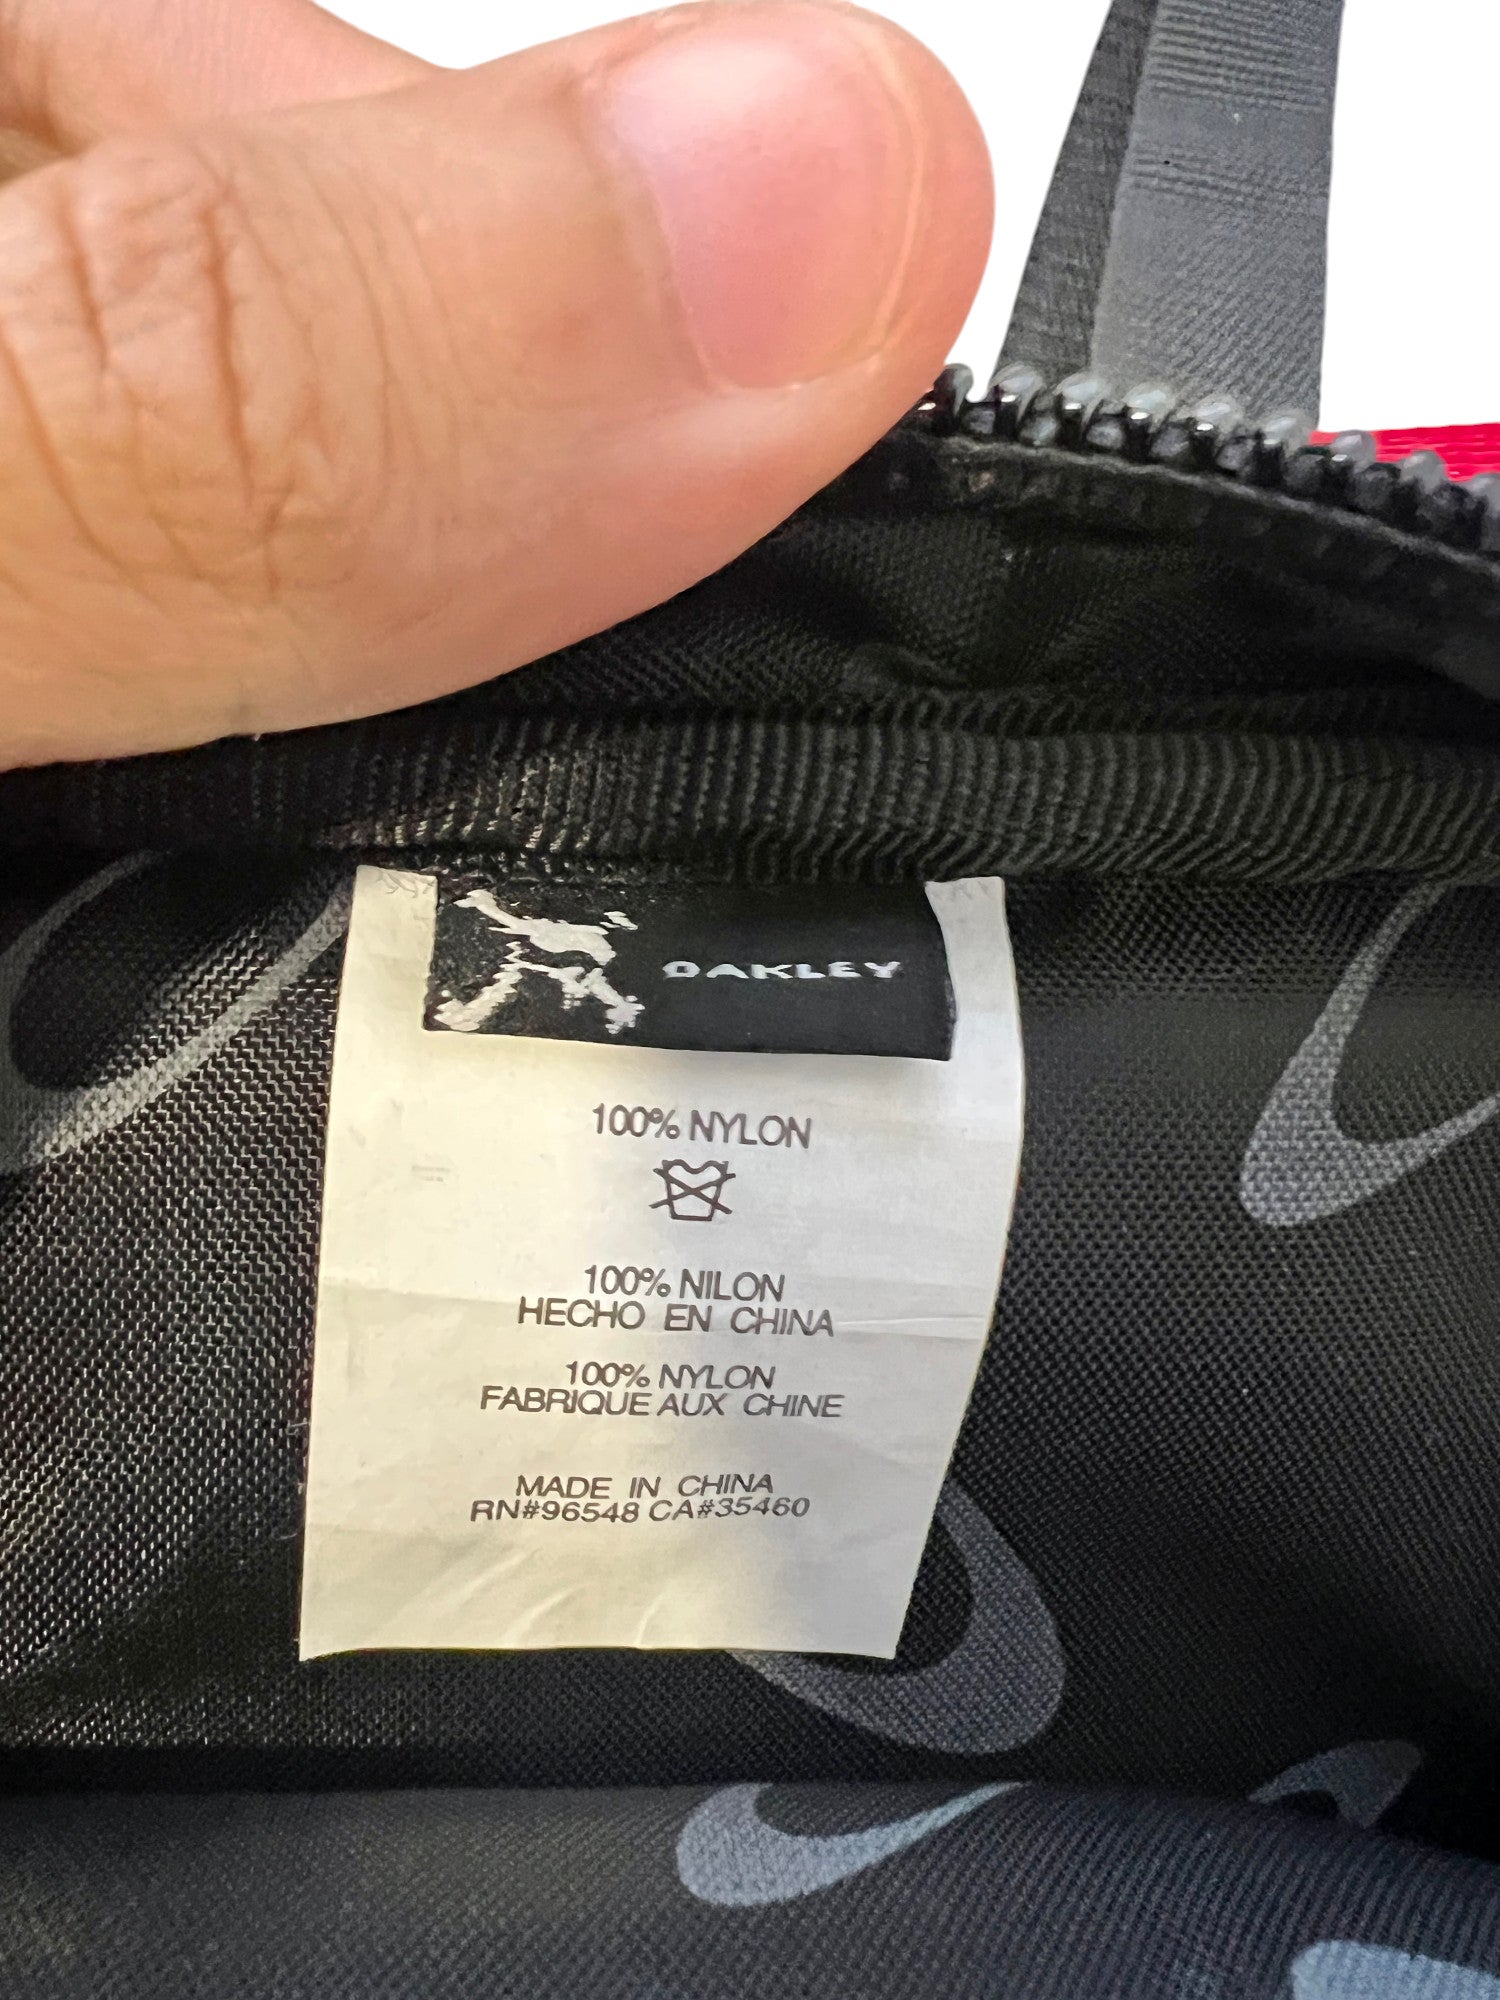 OAKLEY
100% NYLON
100% NILON
HECHO EN CHINA
100% NYLON
FABRIQUE AUX CHINE
MADE IN CHINA
RN#96548 CA#35460